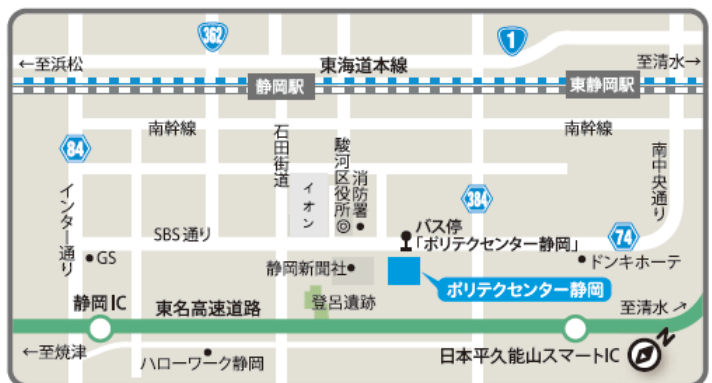 362
1
←至浜松
東海道本線
至清水→
静岡駅
東静岡駅
南幹線
石田街道
南幹線
84
駿河区役所◎
消防署
南中央通り
インター通り
イオン
384
SBS通り
バス停
「ポリテクセンター静岡」
74
GS
静岡新聞社
ドンキホーテ
ポリテクセンター静岡
静岡IC
東名高速道路
登呂遺跡
至清水↗
←至焼津
ハローワーク静岡
日本平久能山スマートIC
N